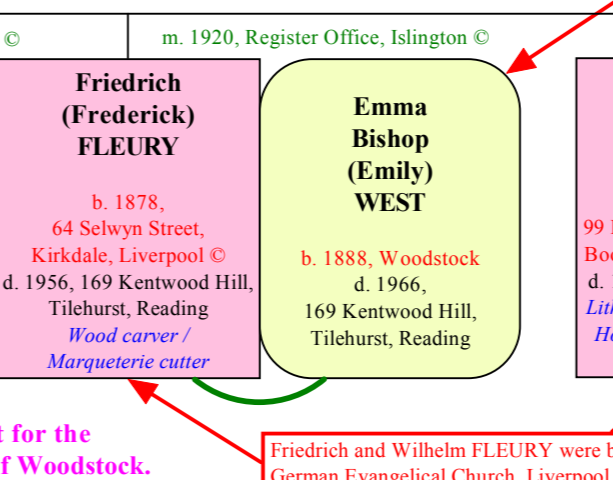 ©
m. 1920, Register Office, Islington ©
Friedrich
(Frederick)
FLEURY
b. 1878,
64 Selwyn Street,
Kirkdale, Liverpool ©
d. 1956, 169 Kentwood Hill,
Tilehurst, Reading
Wood carver /
Marqueterie cutter
Emma
Bishop
(Emily)
WEST
b. 1888, Woodstock
d. 1966,
169 Kentwood Hill,
Tilehurst, Reading
99
d.
for the
Woodstock.
Friedrich and Wilhelm FLEURY were
German Evangelical Church, Liverpool